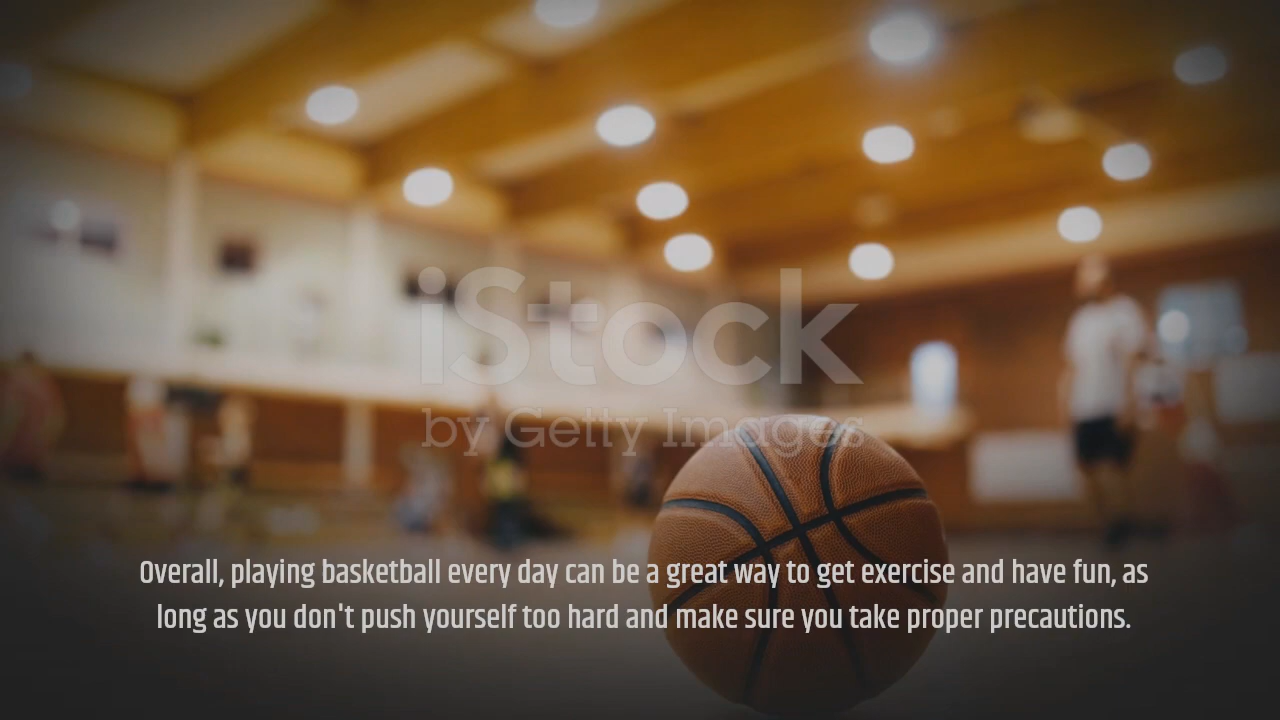 iStock
by Getty Images
Overall, playing basketball every day can be a great way to get exercise and have fun, as
long as you don't push yourself too hard and make sure you take proper precautions.